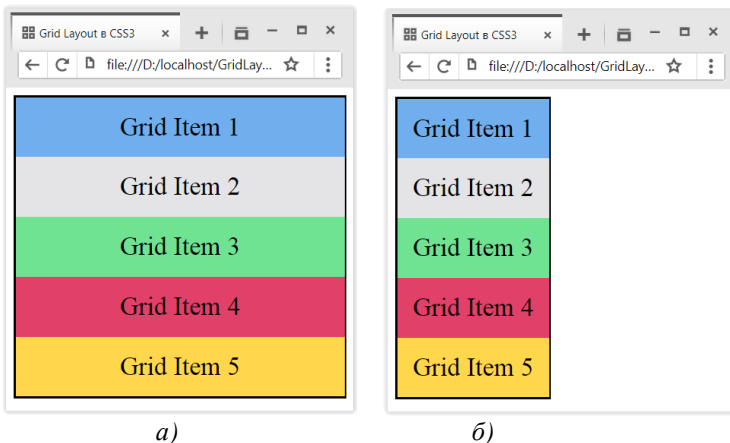 Grid Layout в CSS3
file:///D:/localhost/GridLay...
Grid Item 1
Grid Item 2
Grid Item 3
Grid Item 4
Grid Item 5
а)
Grid Layout в CSS3
file:///D:/localhost/GridLay...
Grid Item 1
Grid Item 2
Grid Item 3
Grid Item 4
Grid Item 5
б)